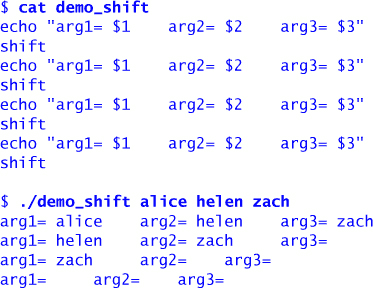 $ cat demo_shift
echo "arg1= $1    arg2= $2    arg3= $3"
shift
echo "arg1= $1    arg2= $2    arg3= $3"
shift
echo "arg1= $1    arg2= $2    arg3= $3"
shift
echo "arg1= $1    arg2= $2    arg3= $3"
shift
$ ./demo_shift alice helen zach
arg1= alice    arg2= helen    arg3= zach
arg1= helen    arg2= zach    arg3=
arg1= zach    arg2=    arg3=
arg1=    arg2=    arg3=